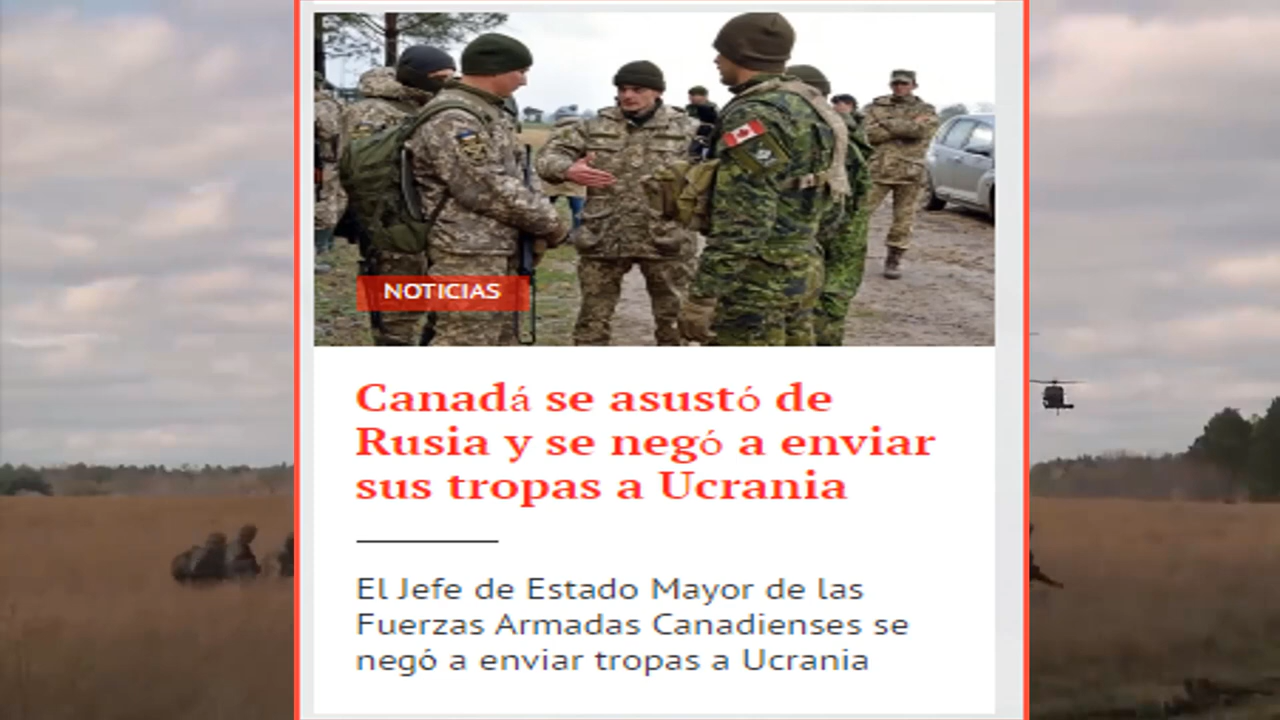 NOTICIAS
Canadá se asustó de
Rusia y se negó a enviar
sus tropas a Ucrania
El Jefe de Estado Mayor de las
Fuerzas Armadas Canadienses se
negó a enviar tropas a Ucrania